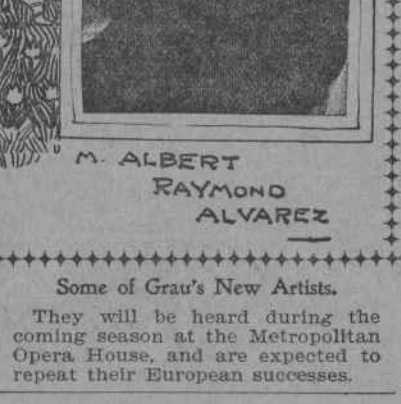 M. ALBERT
RAYMOND
ALVAREZ
Some of Grau's New Artists.
They will be heard during the
coming season at the Metropolitan
Opera House, and are expected to
repeat their European successes.